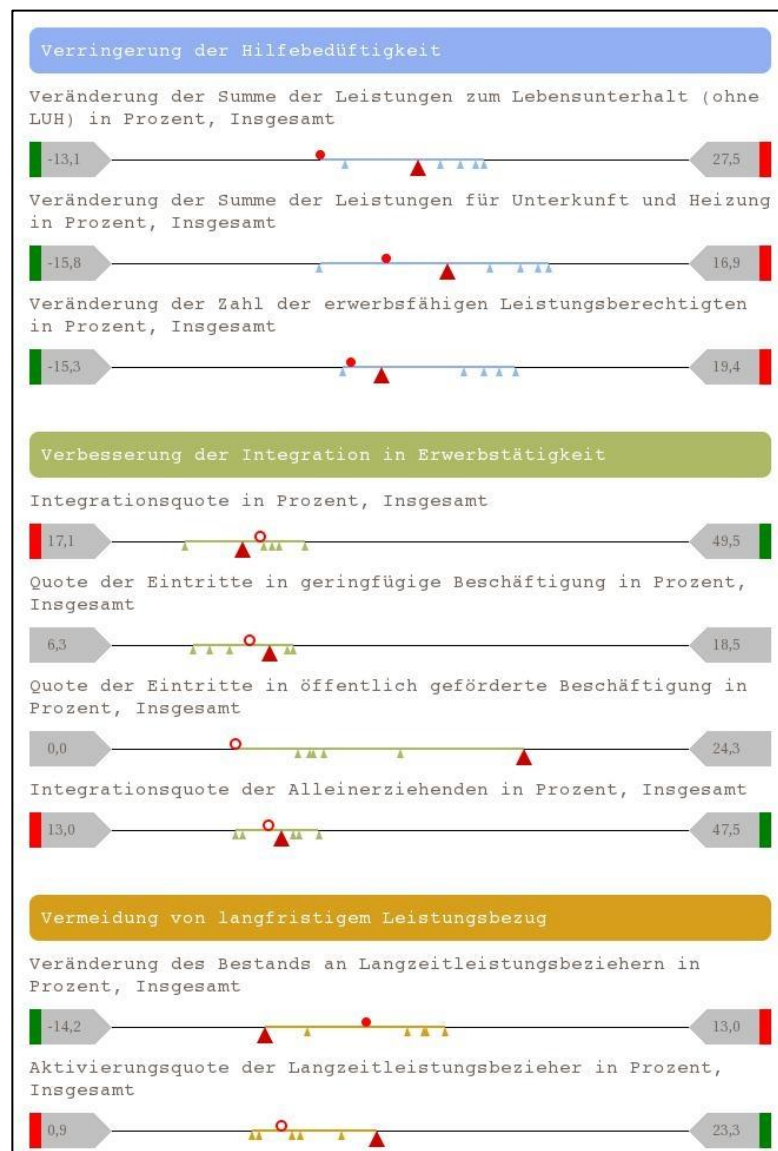 Verringerung der Hilfebedüftigkeit
Veränderung der Summe der Leistungen zum Lebensunterhalt (ohne
LUH) in Prozent, Insgesamt
-13,1 27,5
Veränderung der Summe der Leistungen für Unterkunft und Heizung
in Prozent, Insgesamt
-15,8 16,9
Veränderung der Zahl der erwerbsfähigen Leistungsberechtigten
in Prozent, Insgesamt
-15,3 19,4
Verbesserung der Integration in Erwerbstätigkeit
Integrationsquote in Prozent, Insgesamt
17,1 49,5
Quote der Eintritte in geringfügige Beschäftigung in Prozent,
Insgesamt
6,3 18,5
Quote der Eintritte in öffentlich geförderte Beschäftigung in
Prozent, Insgesamt
0,0 24,3
Integrationsquote der Alleinerziehenden in Prozent, Insgesamt
13,0 47,5
Vermeidung von langfristigem Leistungsbezug
Veränderung des Bestands an Langzeitleistungsbeziehern in
Prozent, Insgesamt
-14,2 13,0
Aktivierungsquote der Langzeitleistungsbezieher in Prozent,
Insgesamt
0,9 23,3